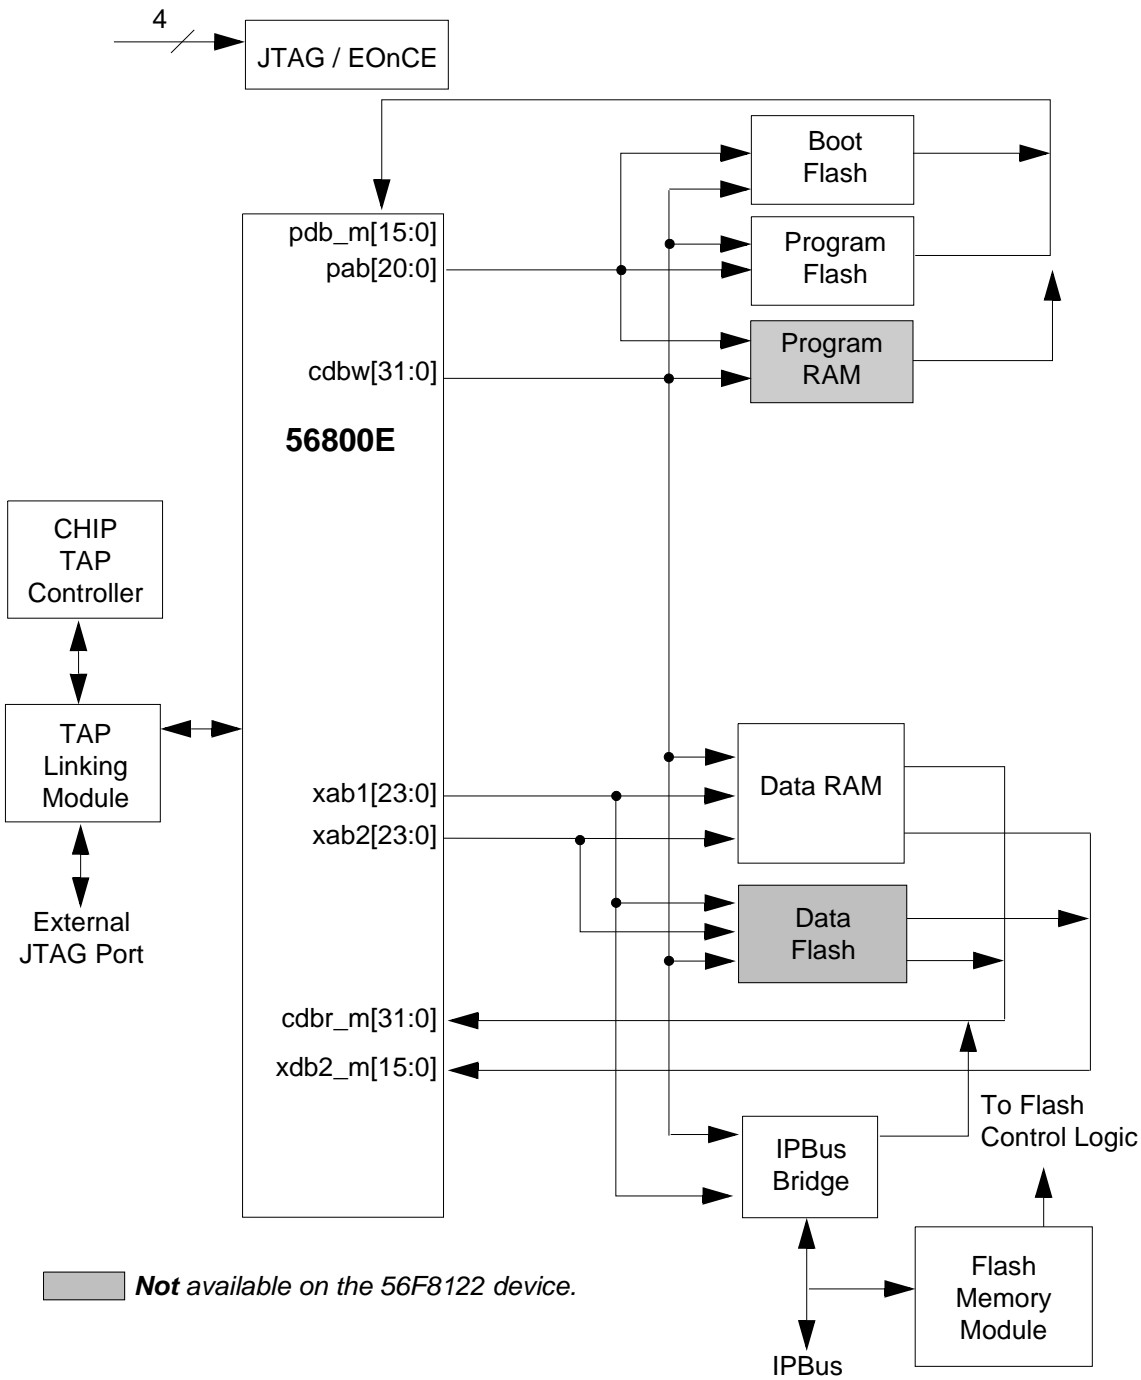 4
JTAG / EOnCE
Boot
Flash
pdb_m[15:0]
pab[20:0]
Program
Flash
Program
RAM
cdbw[31:0]
56800E
CHIP
TAP
Controller
TAP
Linking
Module
External
JTAG Port
xab1[23:0]
xab2[23:0]
Data RAM
Data
Flash
cdbr_m[31:0]
xdb2_m[15:0]
To Flash
Control Logic
IPBus
Bridge
Flash
Memory
Module
IPBus
Not available on the 56F8122 device.